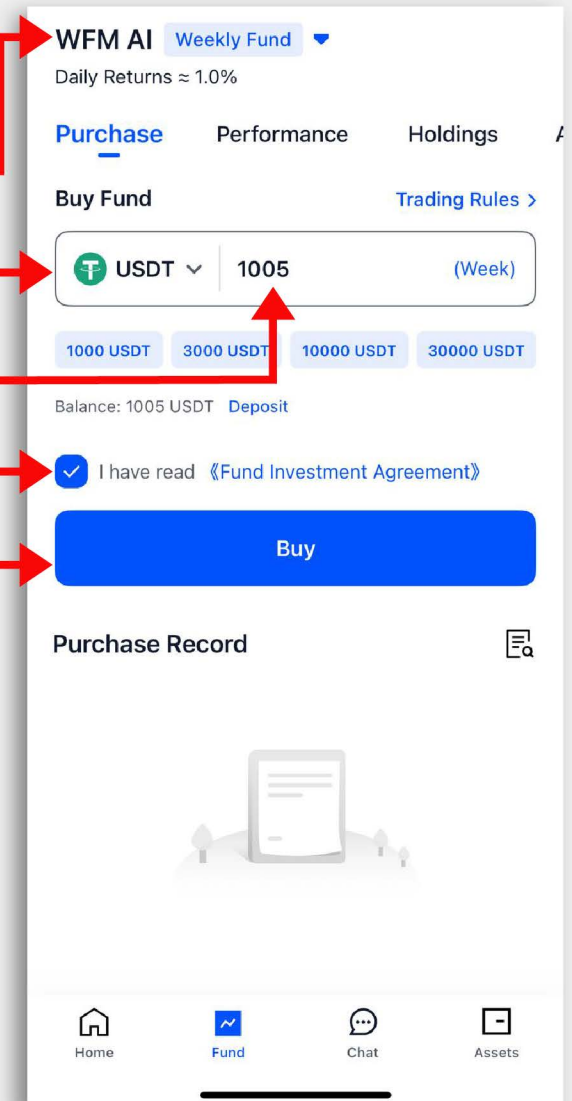 WFM AI Weekly Fund
Daily Returns ≈ 1.0%
Purchase Performance Holdings
Buy Fund Trading Rules >
USDT 1005 (Week)
1000 USDT 3000 USDT 10000 USDT 30000 USDT
Balance: 1005 USDT Deposit
I have read 《Fund Investment Agreement》
Buy
Purchase Record
Home Fund Chat Assets